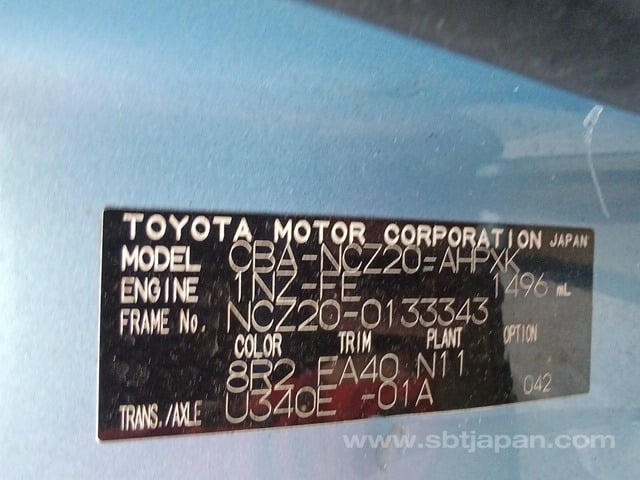 TOYOTA MOTOR CORPORATION JAPAN
MODEL CBA-NCZ20-AHPXK
ENGINE 1NZ-FE 1496 mL
FRAME No. NCZ20-0133343
COLOR TRIM PLANT OPTION
8R2 FA40 N11
TRANS./AXLE U340E -01A 042
www.sbtjapan.com